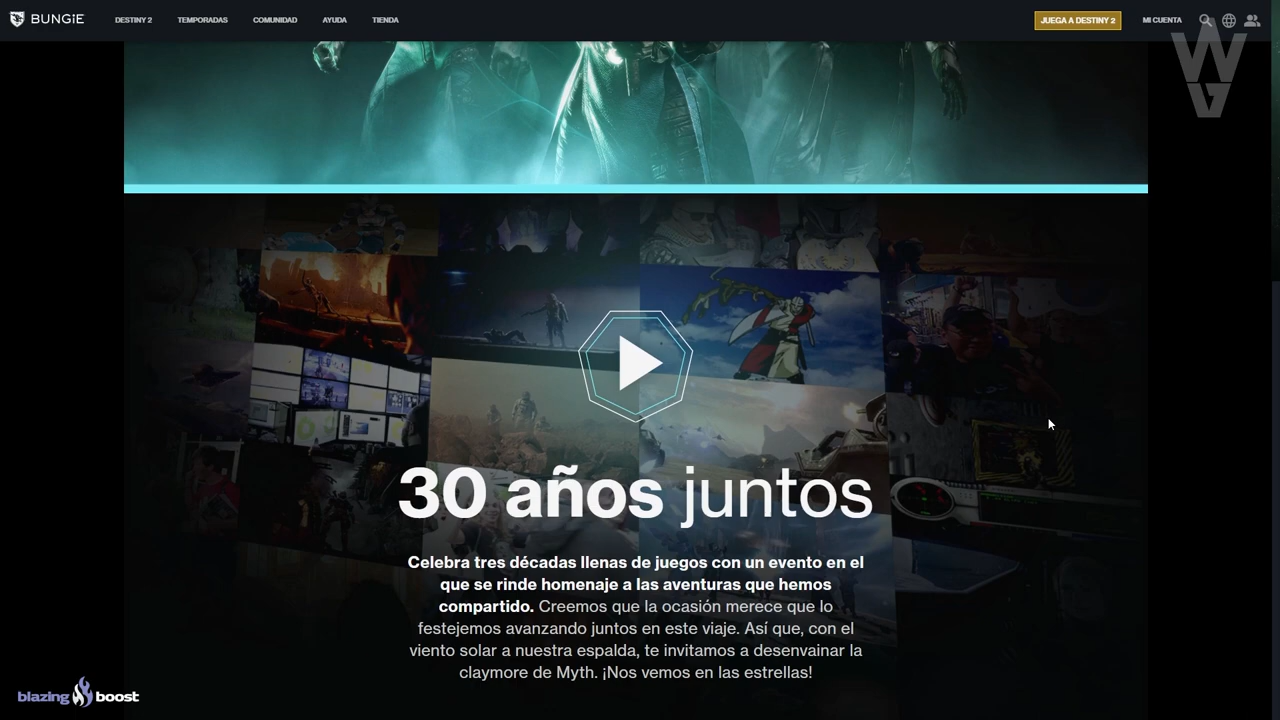 BUNGiE
DESTINY 2
TEMPORADAS
COMUNIDAD
AYUDA
TIENDA
JUEGA A DESTINY 2
MI CUENTA
30 años juntos
Celebra tres décadas llenas de juegos con un evento en el
que se rinde homenaje a las aventuras que hemos
compartido. Creemos que la ocasión merece que lo
festejemos avanzando juntos en este viaje. Así que, con el
viento solar a nuestra espalda, te invitamos a desenvainar la
claymore de Myth. ¡Nos vemos en las estrellas!
blazing boost